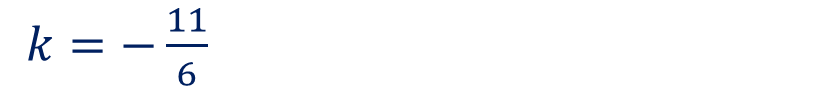 k = −11/6